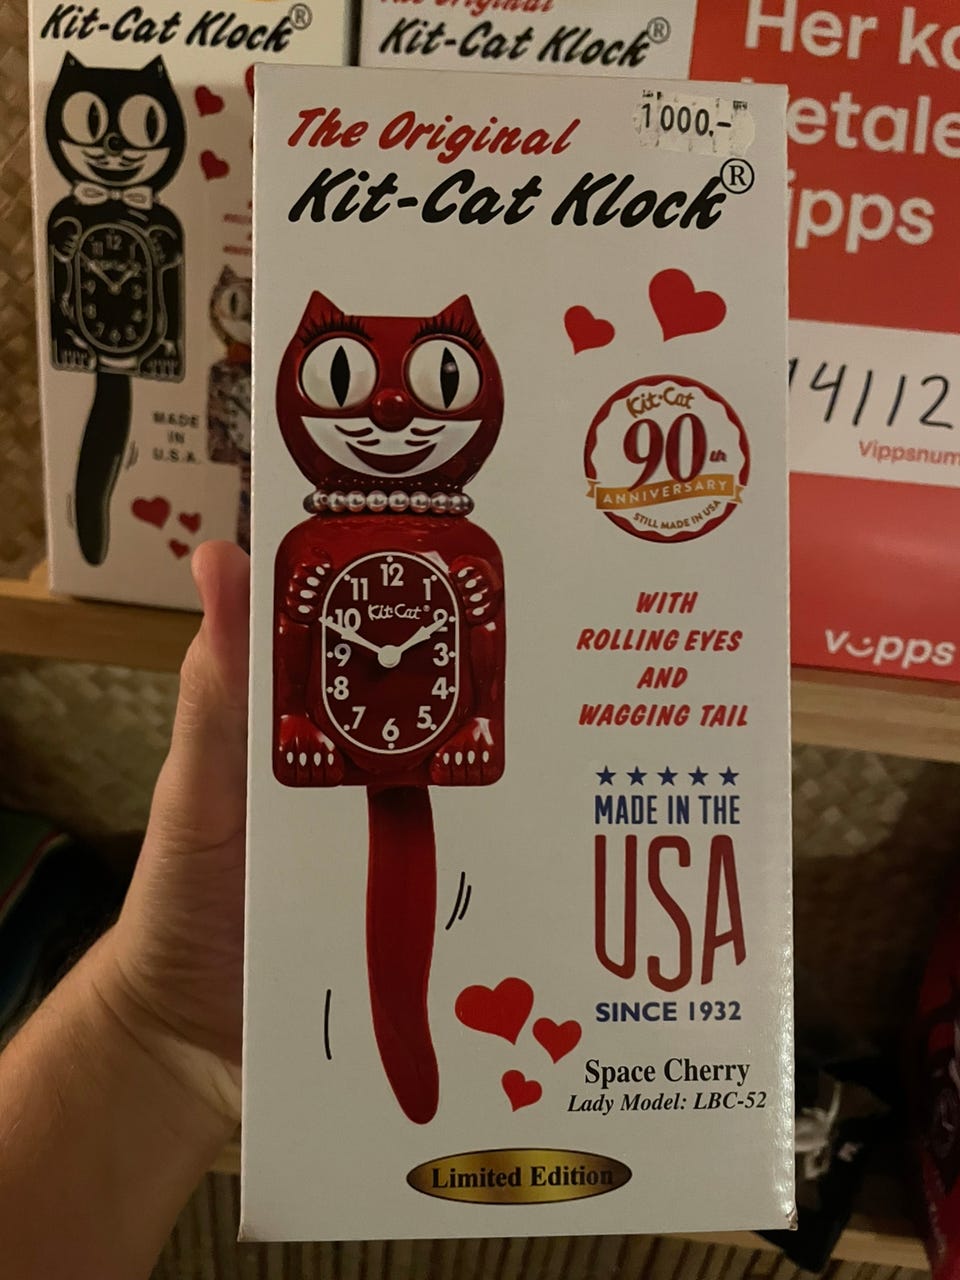 Kit-Cat Klock®
MADE
IN
U.S.A.
The Original
Kit-Cat Klock®
The Original
1000,-
Kit-Cat Klock®
Kit-Cat
90th
ANNIVERSARY
STILL MADE IN USA
12
11 1
10 Kit-Cat® 2
9 3
8 4
7 5
6
WITH
ROLLING EYES
AND
WAGGING TAIL
MADE IN THE
USA
SINCE 1932
Space Cherry
Lady Model: LBC-52
Limited Edition
Her
etale
ipps
4112
Vippsnum
vipps